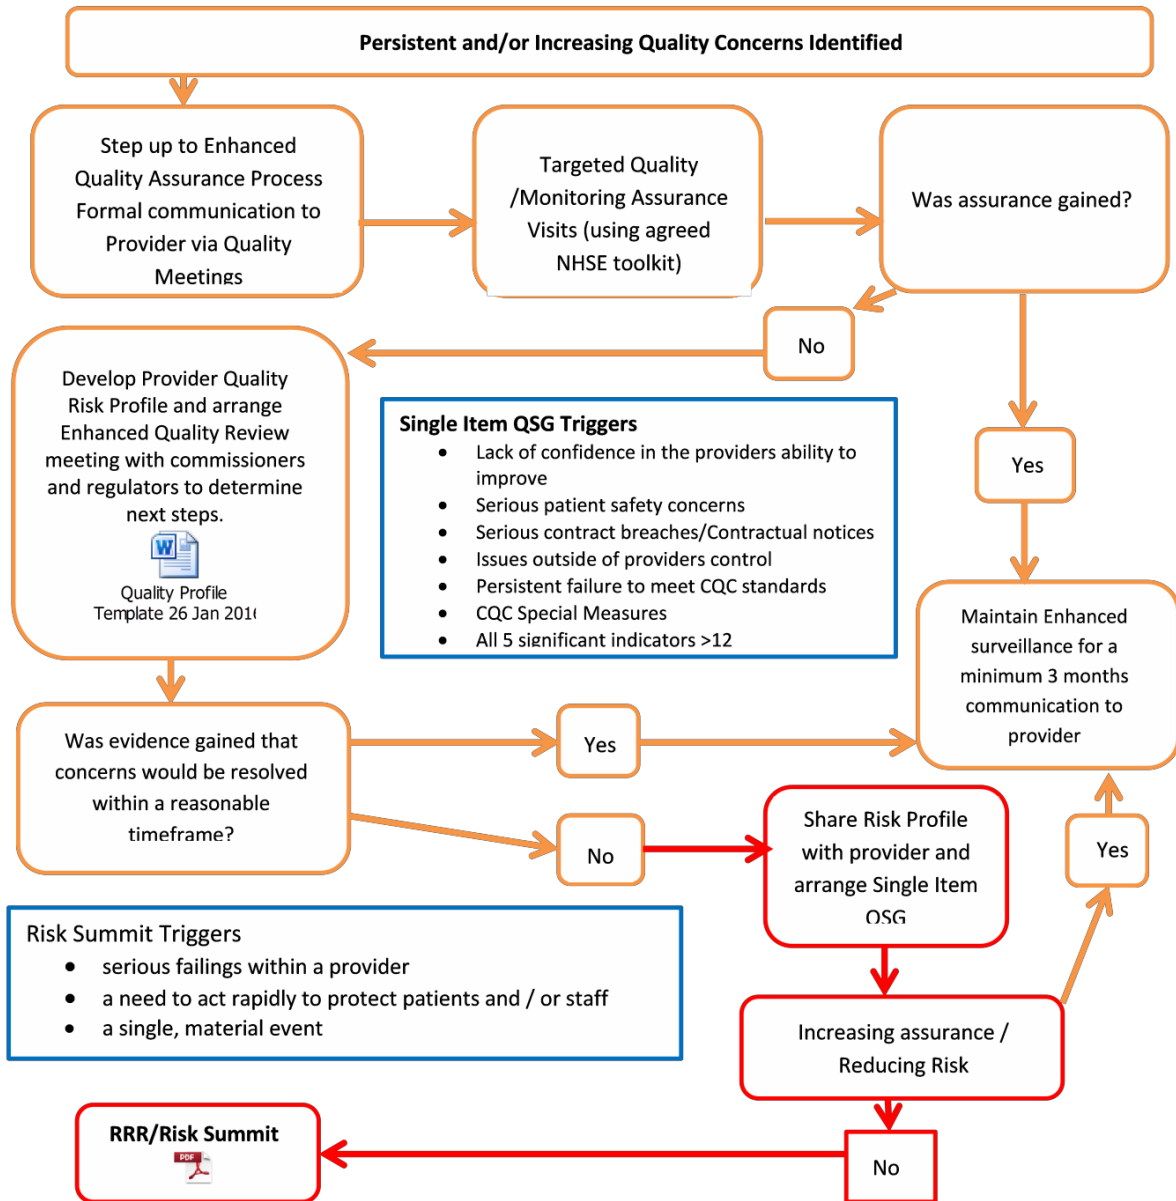 Persistent and/or Increasing Quality Concerns Identified
Step up to Enhanced
Quality Assurance Process
Formal communication to
Provider via Quality
Meetings
Targeted Quality
/Monitoring Assurance
Visits (using agreed
NHSE toolkit)
Was assurance gained?
No
Yes
Develop Provider Quality
Risk Profile and arrange
Enhanced Quality Review
meeting with commissioners
and regulators to determine
next steps.
W
Quality Profile
Template 26 Jan 2016
Single Item QSG Triggers
• Lack of confidence in the providers ability to
improve
• Serious patient safety concerns
• Serious contract breaches/Contractual notices
• Issues outside of providers control
• Persistent failure to meet CQC standards
• CQC Special Measures
• All 5 significant indicators >12
Maintain Enhanced
surveillance for a
minimum 3 months
communication to
provider
Was evidence gained that
concerns would be resolved
within a reasonable
timeframe?
Yes
No
Share Risk Profile
with provider and
arrange Single Item
QSG
Yes
Risk Summit Triggers
• serious failings within a provider
• a need to act rapidly to protect patients and / or staff
• a single, material event
Increasing assurance /
Reducing Risk
No
RRR/Risk Summit
PDF